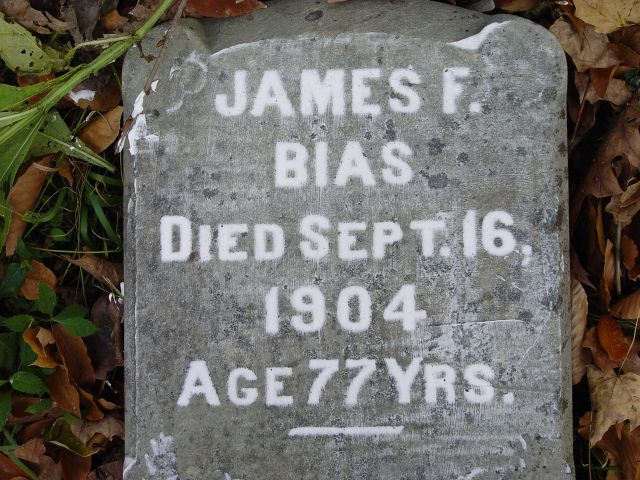 JAMES F.
BIAS
DIED SEPT. 16,
1904
AGE 77 YRS.